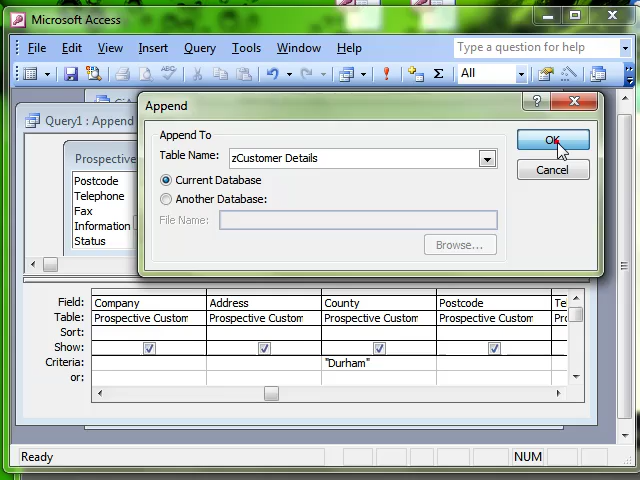 Microsoft Access
File Edit View Insert Query Tools Window Help Type a question for help
Σ All
Append
Query1 : Append
Append To
Table Name: zCustomer Details OK
Current Database Cancel
Another Database:
File Name:
Browse...
Prospective
Postcode
Telephone
Fax
Information
Status
Field: Company Address County Postcode Te
Table: Prospective Custom Prospective Custom Prospective Custom Prospective Custom Pro
Sort:
Show:
Criteria: "Durham"
or:
Ready NUM